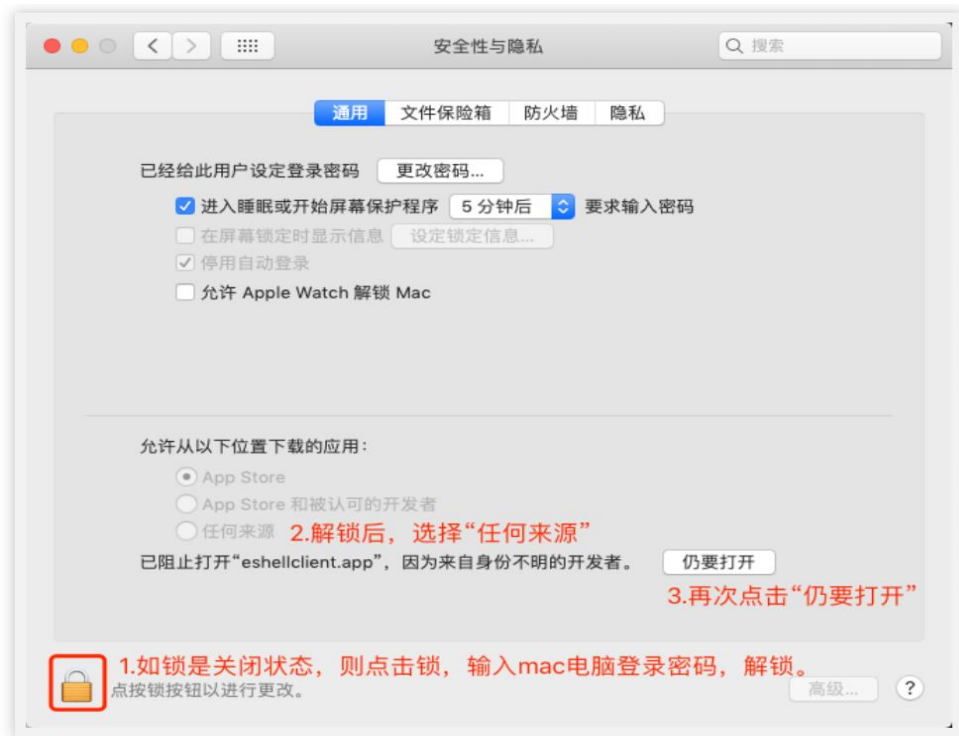 安全性与隐私
搜索
通用 文件保险箱 防火墙 隐私
已经给此用户设定登录密码 更改密码...
进入睡眠或开始屏幕保护程序 5 分钟后 要求输入密码
在屏幕锁定时显示信息 设定锁定信息...
停用自动登录
允许 Apple Watch 解锁 Mac
允许从以下位置下载的应用：
App Store
App Store 和被认可的开发者
任何来源 2.解锁后，选择“任何来源”
已阻止打开“eshellclient.app”，因为来自身份不明的开发者。 仍要打开
3.再次点击“仍要打开”
1.如锁是关闭状态，则点击锁，输入mac电脑登录密码，解锁。
点按锁按钮以进行更改。
高级... ?